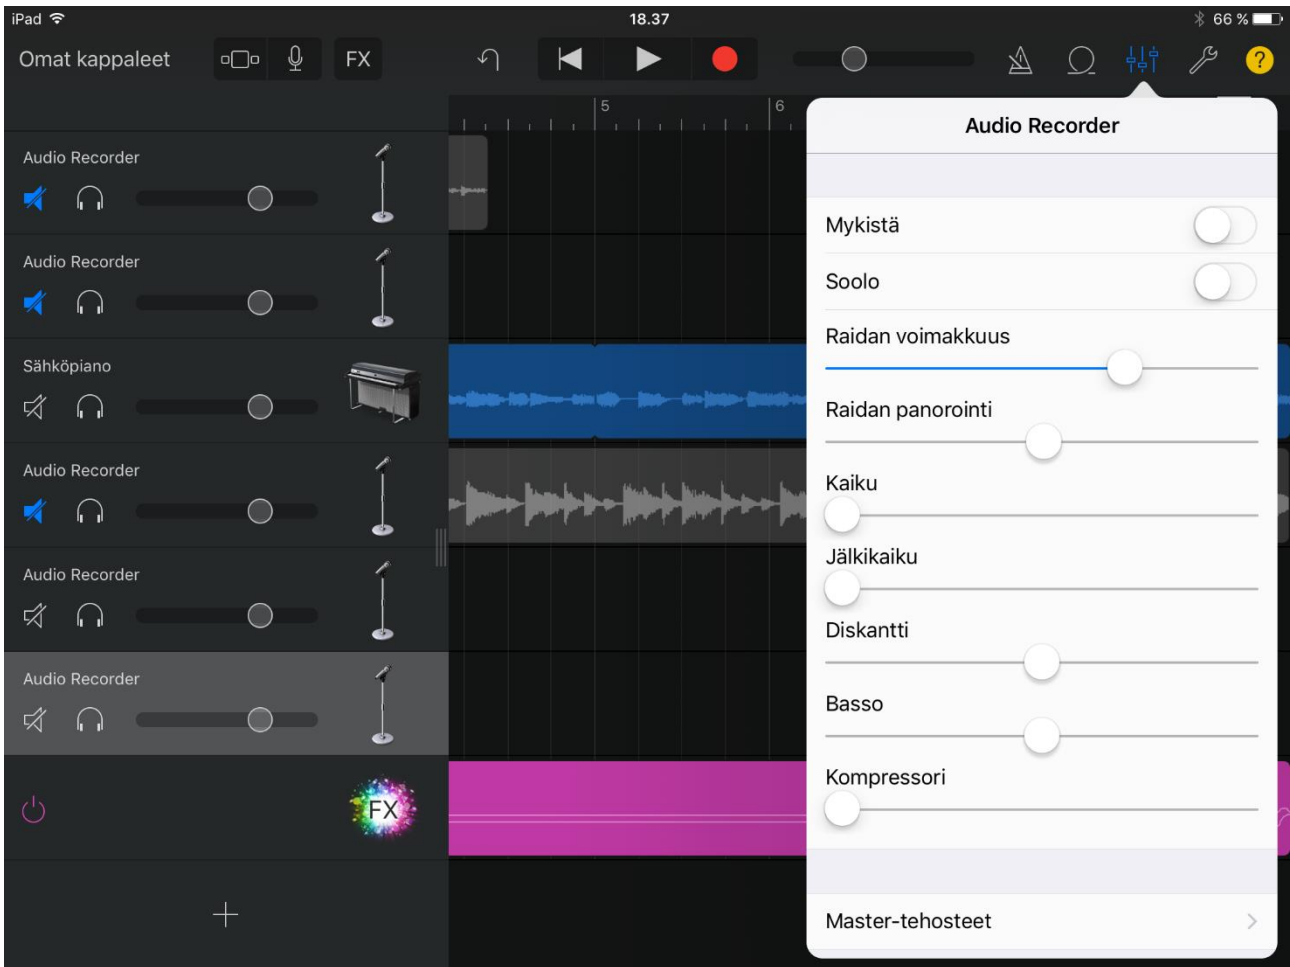 iPad 18.37 66 %
Omat kappaleet FX ?
5 6
Audio Recorder
Audio Recorder
Mykistä
Audio Recorder
Soolo
Raidan voimakkuus
Sähköpiano
Raidan panorointi
Audio Recorder
Kaiku
Jälkikaiku
Audio Recorder
Diskantti
Audio Recorder
Basso
Kompressori
FX
Master-tehosteet